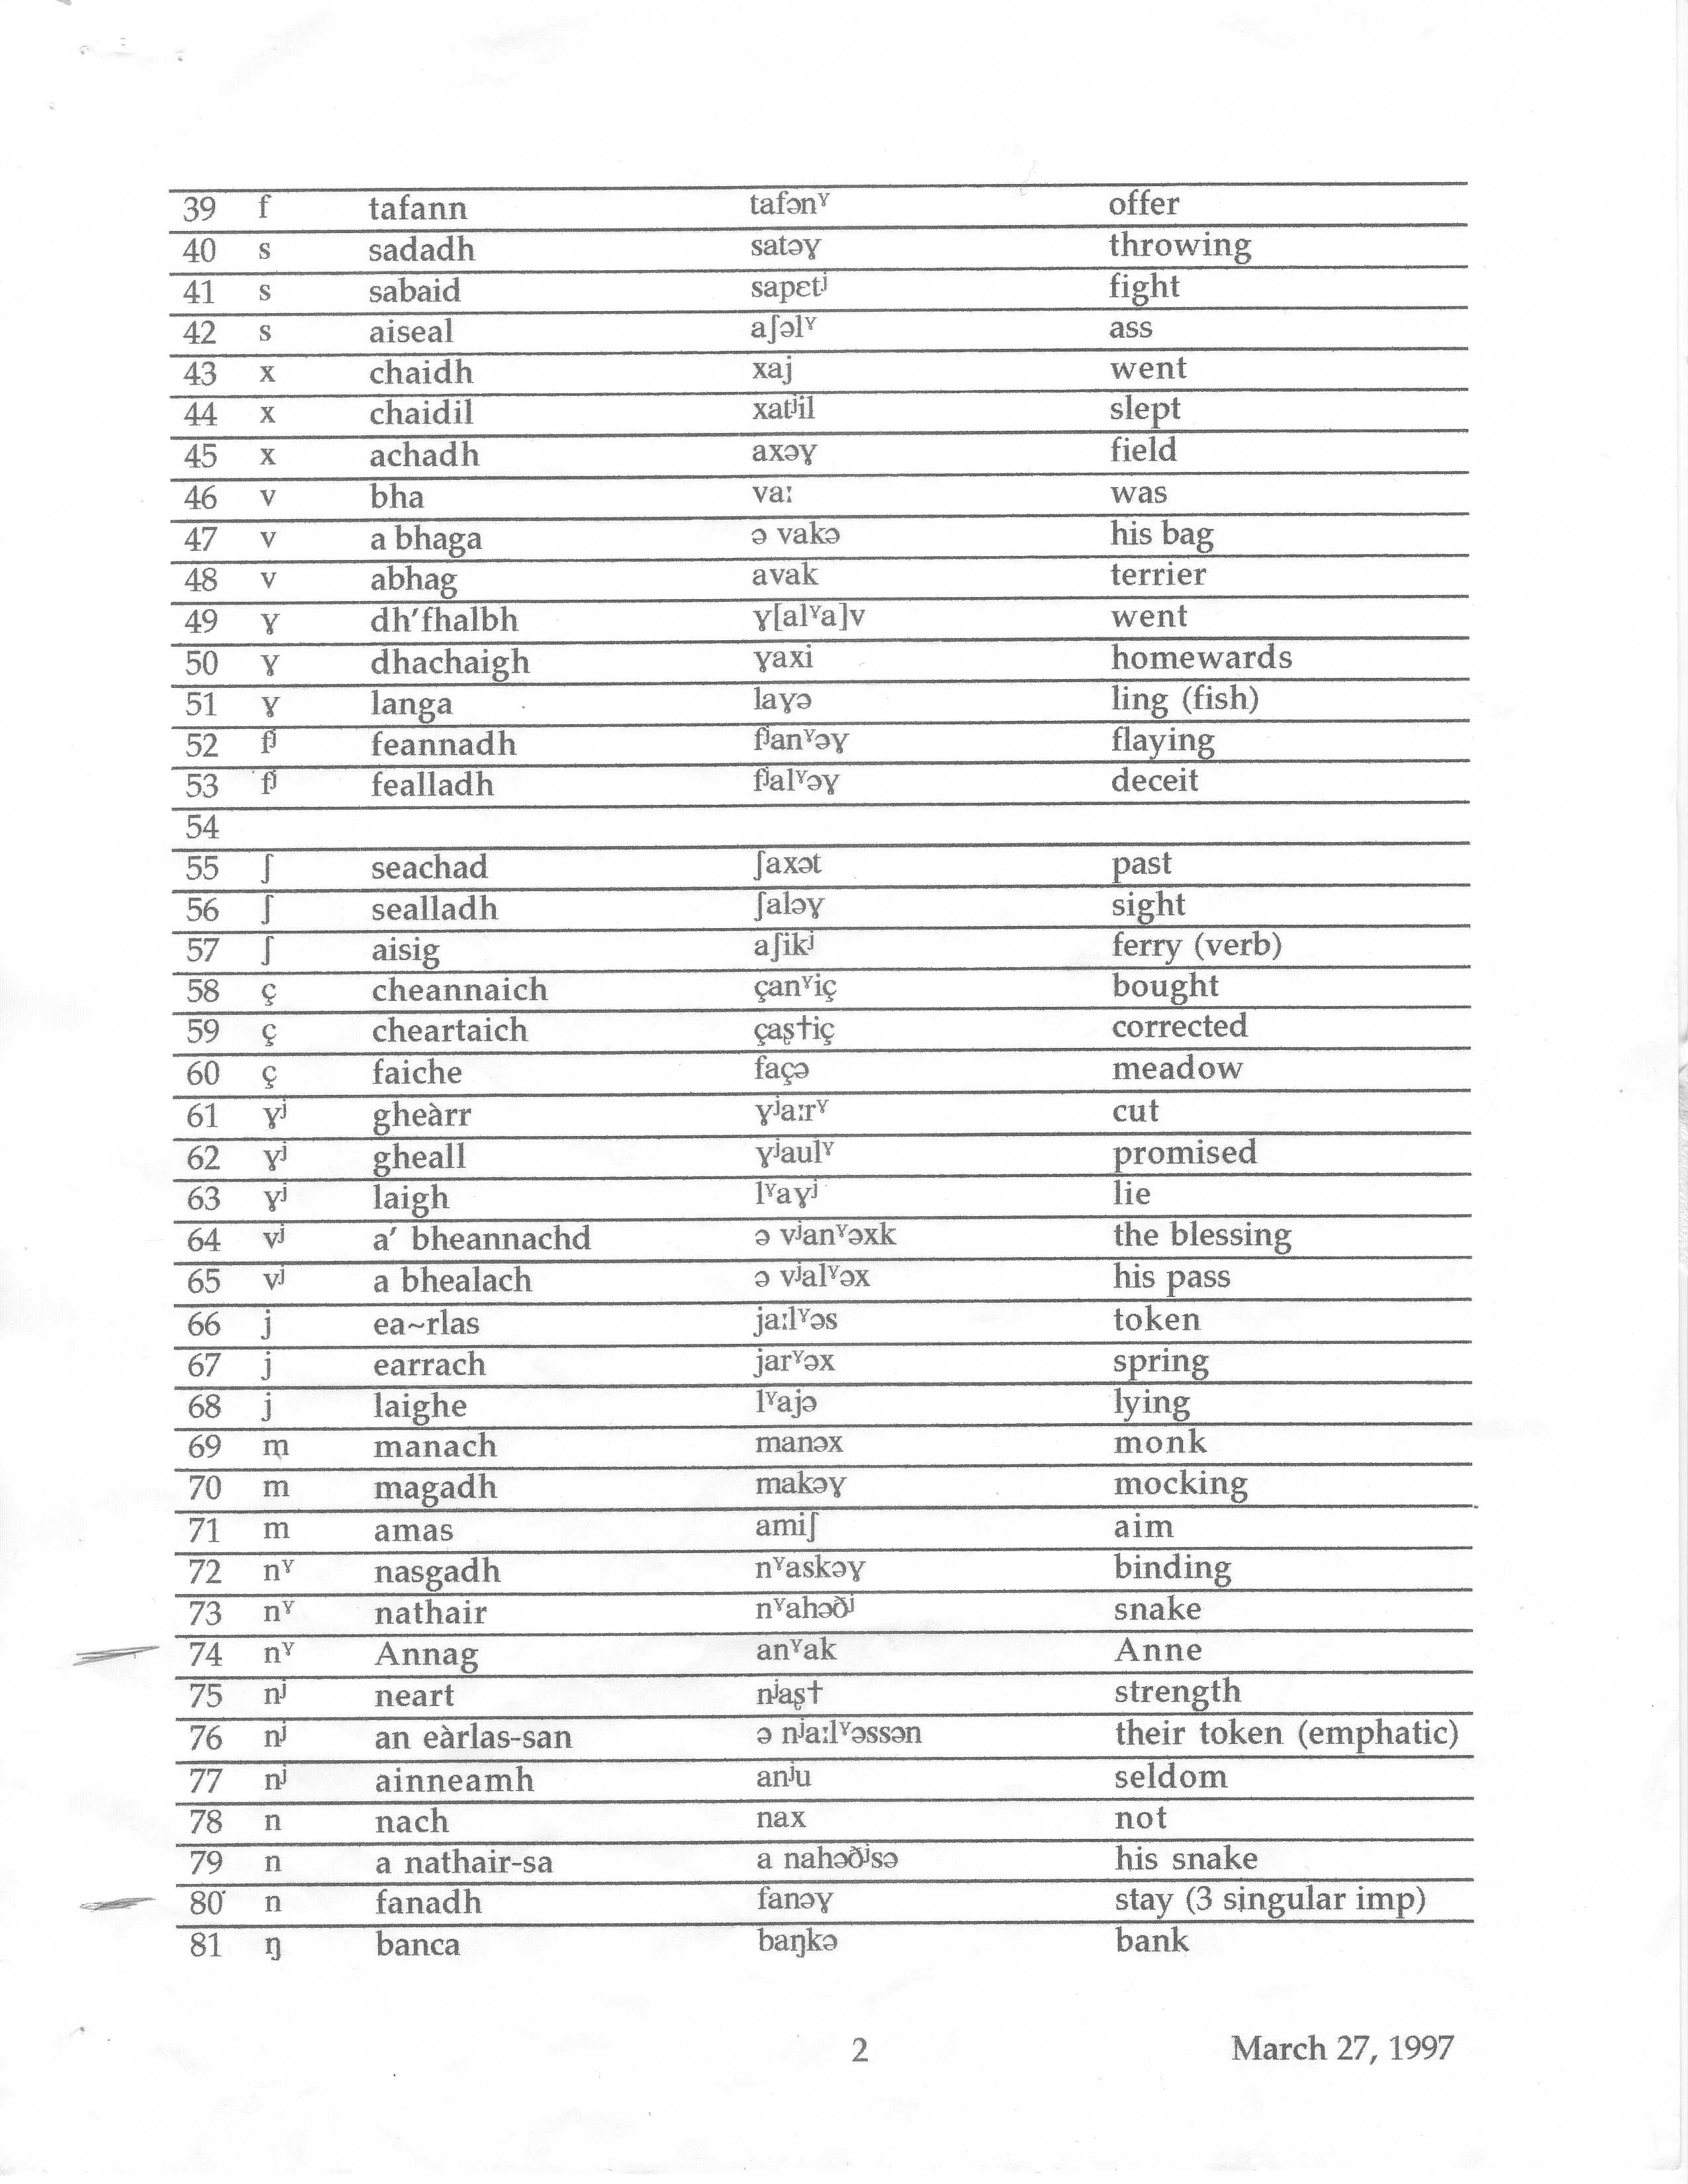 39 f tafann tafənˠ offer
40 s sadadh satəɣ throwing
41 s sabaid sapɛtʲ fight
42 s aiseal aʃəlˠ ass
43 x chaidh xaj went
44 x chaidil xatʲil slept
45 x achadh axəɣ field
46 v bha vaː was
47 v a bhaga ə vakə his bag
48 v abhag avak terrier
49 ɣ dh'fhalbh ɣ[alˠa]v went
50 ɣ dhachaigh ɣaxi homewards
51 ɣ langa laɣə ling (fish)
52 fʲ feannadh fʲanˠəɣ flaying
53 fʲ fealladh fʲalˠəɣ deceit
54
55 ʃ seachad ʃaxət past
56 ʃ sealladh ʃaləɣ sight
57 ʃ aisig aʃikʲ ferry (verb)
58 ç cheannaich çanˠiç bought
59 ç cheartaich çaʂ†iç corrected
60 ç faiche façə meadow
61 ɣʲ gheàrr ɣʲaːrˠ cut
62 ɣʲ gheall ɣʲaulˠ promised
63 ɣʲ laigh lˠaɣʲ lie
64 vʲ a' bheannachd ə vʲanˠəxk the blessing
65 vʲ a bhealach ə vʲalˠəx his pass
66 j ea~rlas jaːlˠəs token
67 j earrach jarˠəx spring
68 j laighe lˠajə lying
69 m manach manəx monk
70 m magadh makəɣ mocking
71 m amas amiʃ aim
72 nˠ nasgadh nˠaskəɣ binding
73 nˠ nathair nˠahəðʲ snake
74 nˠ Annag anˠak Anne
75 nʲ neart nʲaʂ† strength
76 nʲ an eàrlas-san ə nʲaːlˠəssən their token (emphatic)
77 nʲ ainneamh anʲu seldom
78 n nach nax not
79 n a nathair-sa a nahəðʲsə his snake
80 n fanadh fanəɣ stay (3 singular imp)
81 ŋ banca baŋkə bank
2 March 27, 1997